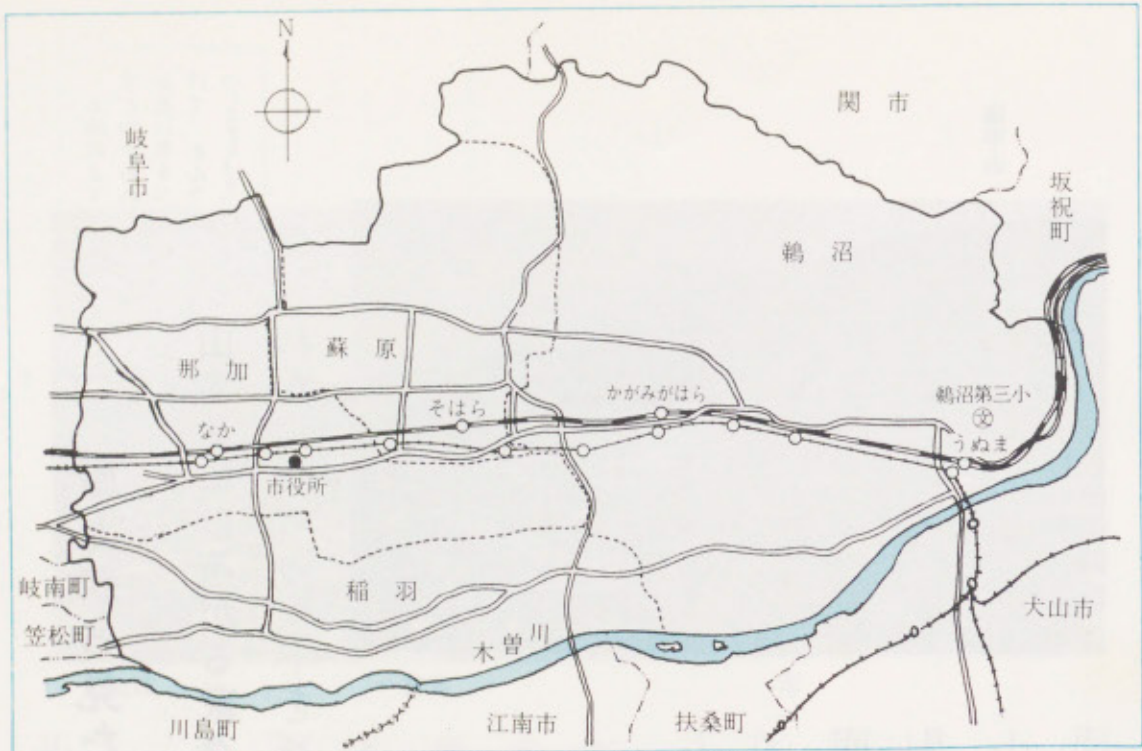 N
関市
岐阜市
坂祝町
鵜沼
蘇原
那加
かがみがはら
鵜沼第三小
文
そはら
なか
うぬま
市役所
岐南町
稲羽
犬山市
笠松町
木曽川
川島町
江南市
扶桑町